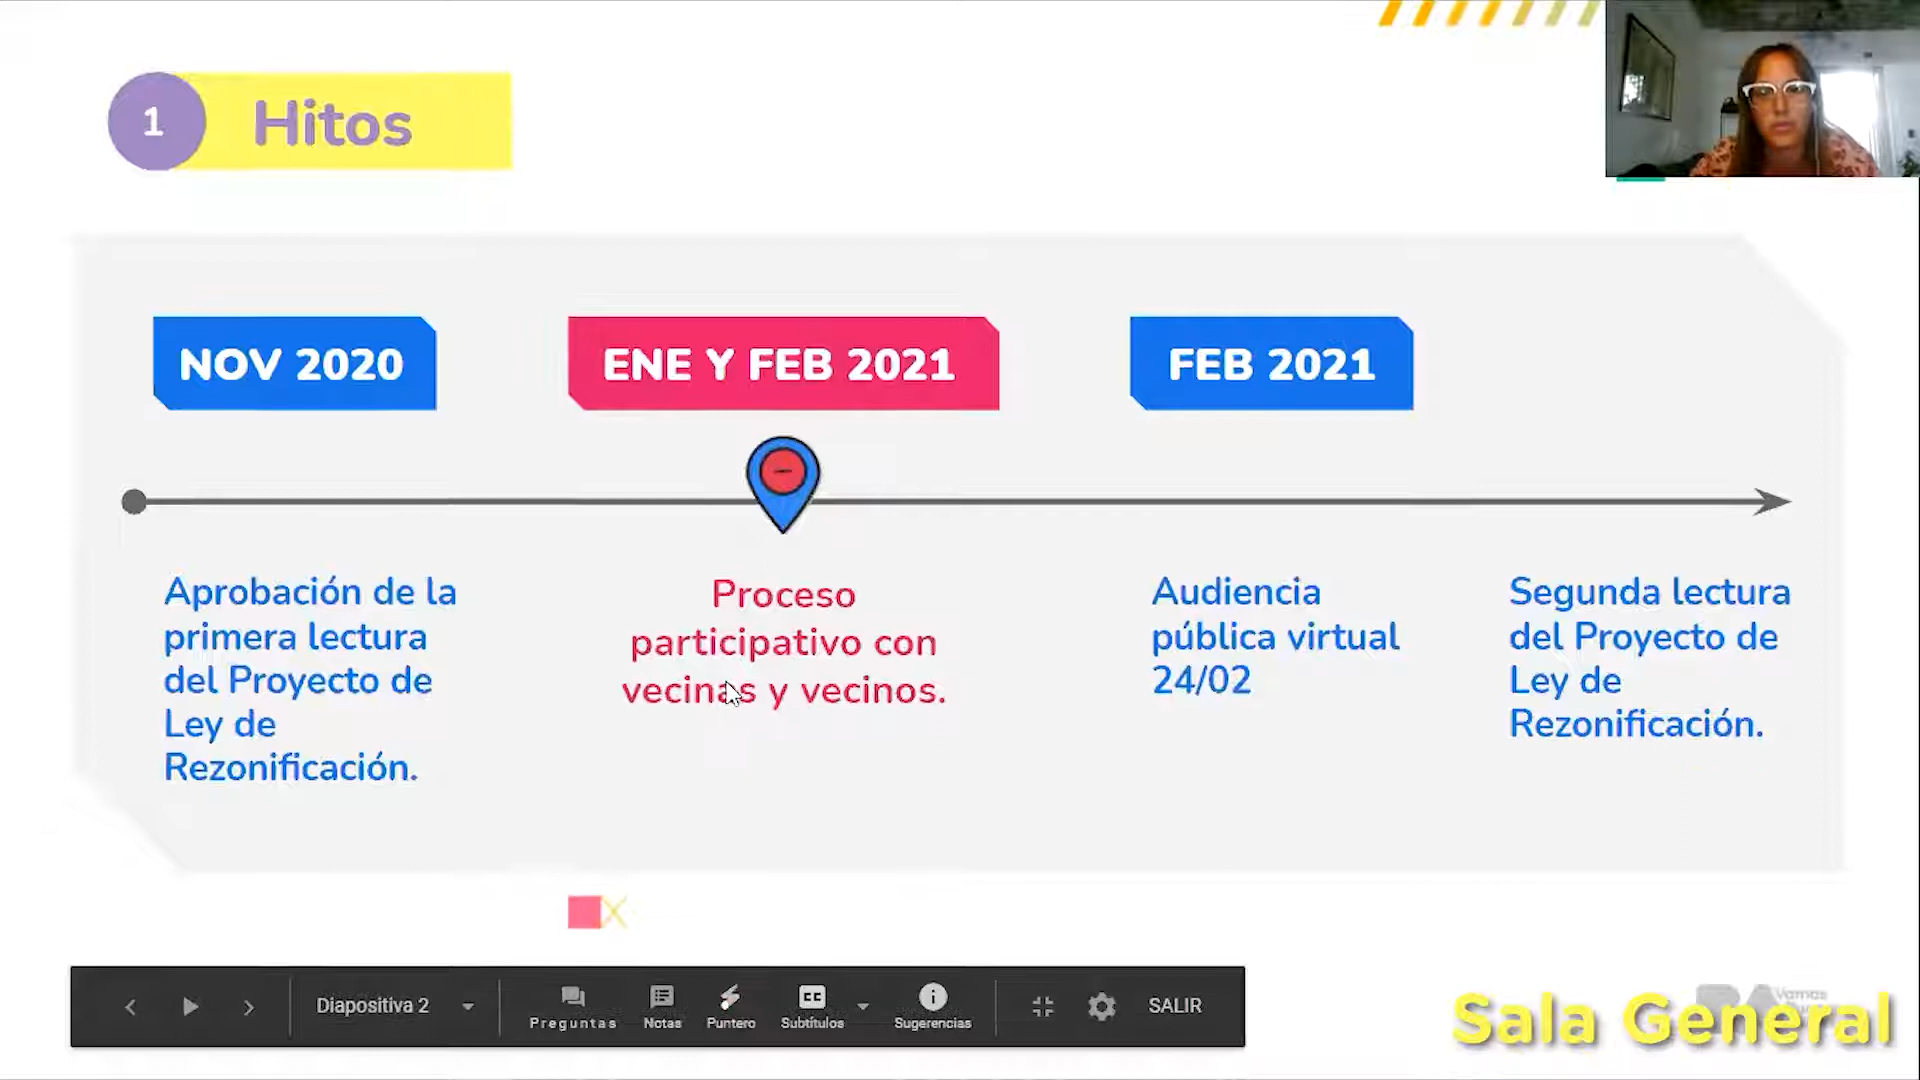 1
Hitos
NOV 2020
ENE Y FEB 2021
FEB 2021
Aprobación de la
primera lectura
del Proyecto de
Ley de
Rezonificación.
Proceso
participativo con
vecinas y vecinos.
Audiencia
pública virtual
24/02
Segunda lectura
del Proyecto de
Ley de
Rezonificación.
Diapositiva 2
Preguntas
Notas
Puntero
CC
Subtítulos
Sugerencias
SALIR
Vamos
Sala General